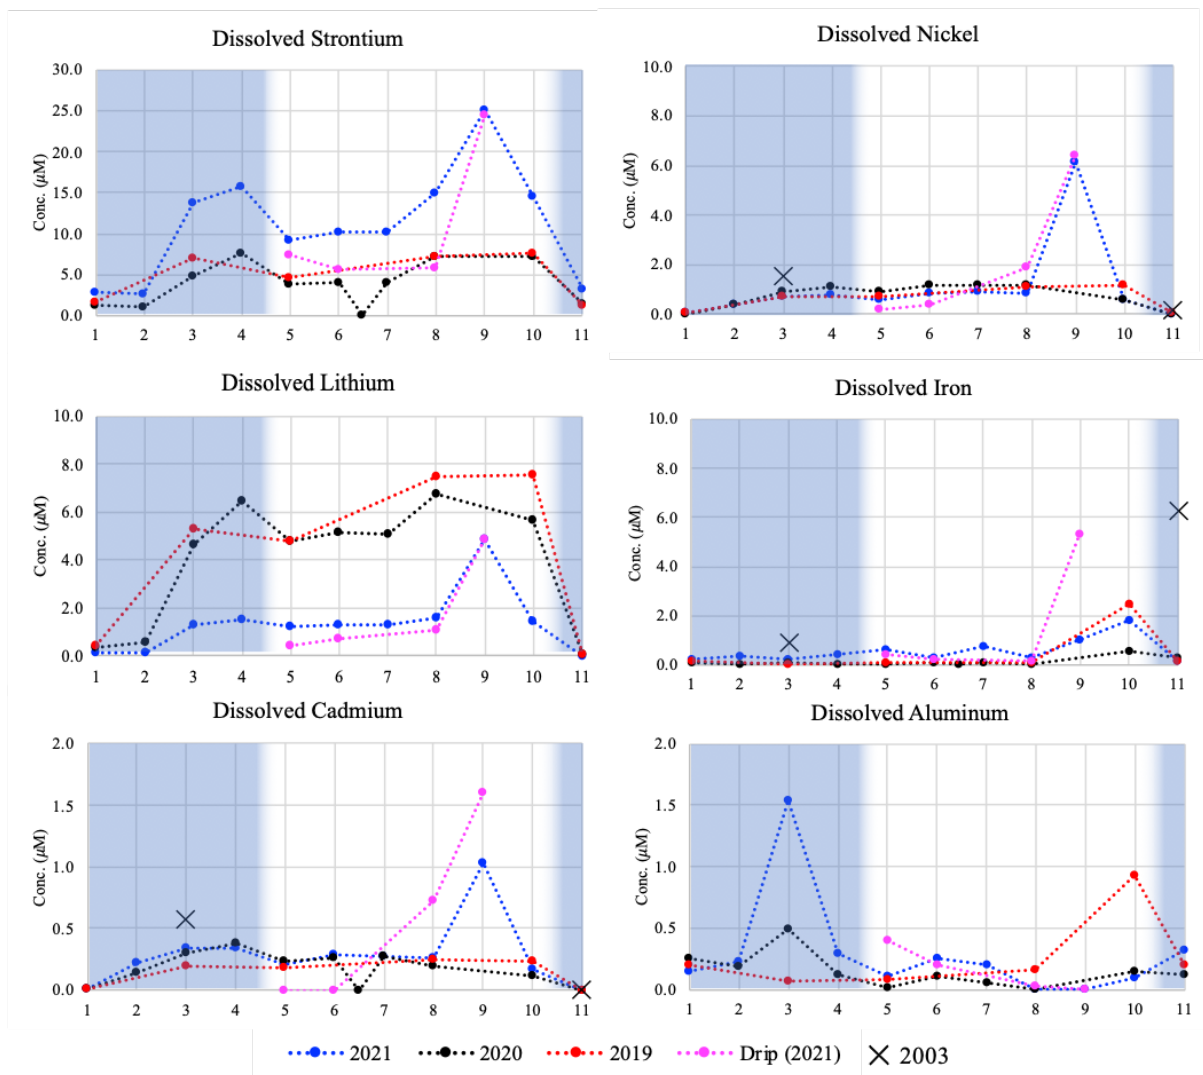 Dissolved Strontium
30.0
25.0
20.0
15.0
10.0
5.0
0.0
Conc. (µM)
1 2 3 4 5 6 7 8 9 10 11
Dissolved Nickel
10.0
8.0
6.0
4.0
2.0
0.0
Conc. (µM)
1 2 3 4 5 6 7 8 9 10 11
Dissolved Lithium
10.0
8.0
6.0
4.0
2.0
0.0
Conc. (µM)
1 2 3 4 5 6 7 8 9 10 11
Dissolved Iron
10.0
8.0
6.0
4.0
2.0
0.0
Conc. (µM)
1 2 3 4 5 6 7 8 9 10 11
Dissolved Cadmium
2.0
1.5
1.0
0.5
0.0
Conc. (µM)
1 2 3 4 5 6 7 8 9 10 11
Dissolved Aluminum
2.0
1.5
1.0
0.5
0.0
Conc. (µM)
1 2 3 4 5 6 7 8 9 10 11
2021 2020 2019 Drip (2021) 2003